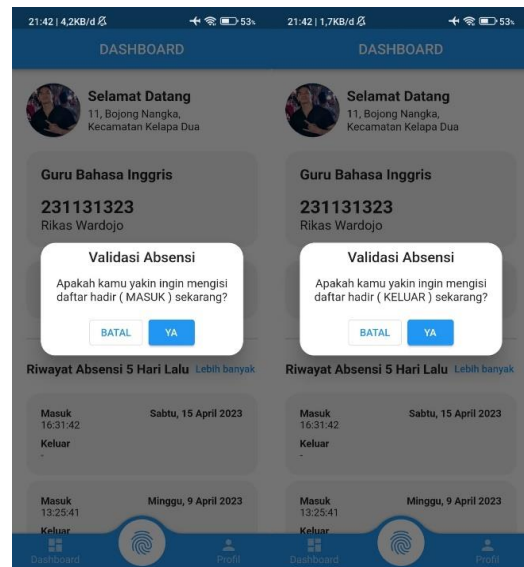 21:42 | 4,2KB/d
53%
DASHBOARD
Selamat Datang
11, Bojong Nangka,
Kecamatan Kelapa Dua
Guru Bahasa Inggris
231131323
Rikas Wardojo
Validasi Absensi
Apakah kamu yakin ingin mengisi
daftar hadir ( MASUK ) sekarang?
BATAL
YA
Riwayat Absensi 5 Hari Lalu
Lebih banyak
Masuk
Sabtu, 15 April 2023
16:31:42
Keluar
-
Masuk
Minggu, 9 April 2023
13:25:41
Keluar
Dashboard
Profil
21:42 | 1,7KB/d
53%
DASHBOARD
Selamat Datang
11, Bojong Nangka,
Kecamatan Kelapa Dua
Guru Bahasa Inggris
231131323
Rikas Wardojo
Validasi Absensi
Apakah kamu yakin ingin mengisi
daftar hadir ( KELUAR ) sekarang?
BATAL
YA
Riwayat Absensi 5 Hari Lalu
Lebih banyak
Masuk
Sabtu, 15 April 2023
16:31:42
Keluar
-
Masuk
Minggu, 9 April 2023
13:25:41
Keluar
Dashboard
Profil